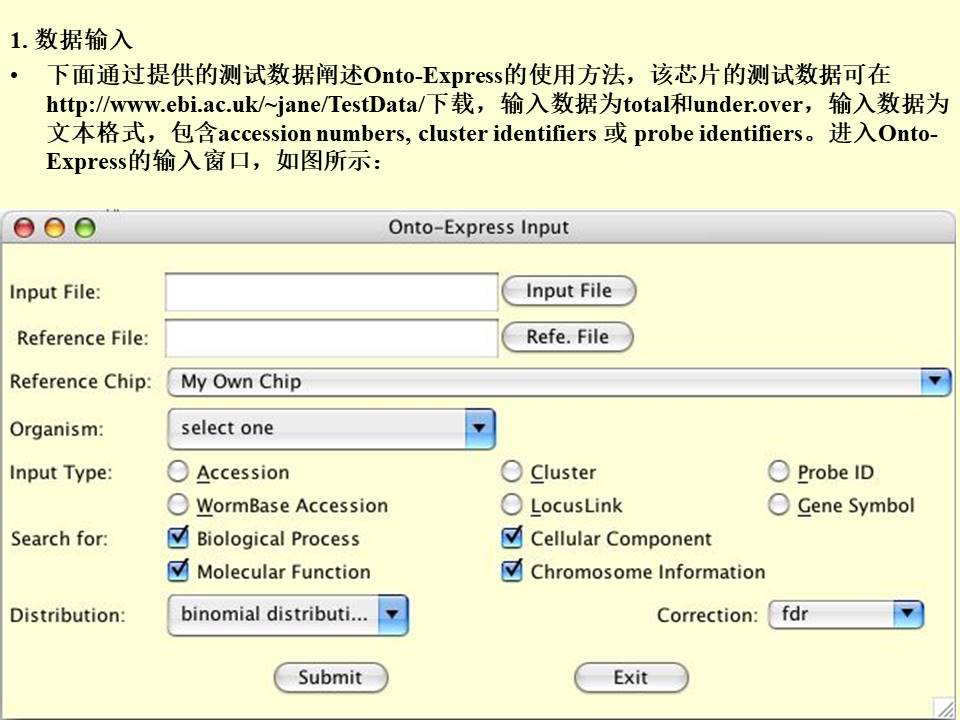 1. 数据输入
• 下面通过提供的测试数据阐述Onto-Express的使用方法，该芯片的测试数据可在
http://www.ebi.ac.uk/~jane/TestData/下载，输入数据为total和under.over，输入数据为
文本格式，包含accession numbers, cluster identifiers 或 probe identifiers。进入Onto-
Express的输入窗口，如图所示：
Onto-Express Input
Input File: Input File
Reference File: Refe. File
Reference Chip: My Own Chip
Organism: select one
Input Type: Accession Cluster Probe ID
WormBase Accession LocusLink Gene Symbol
Search for: Biological Process Cellular Component
Molecular Function Chromosome Information
Distribution: binomial distributi... Correction: fdr
Submit Exit